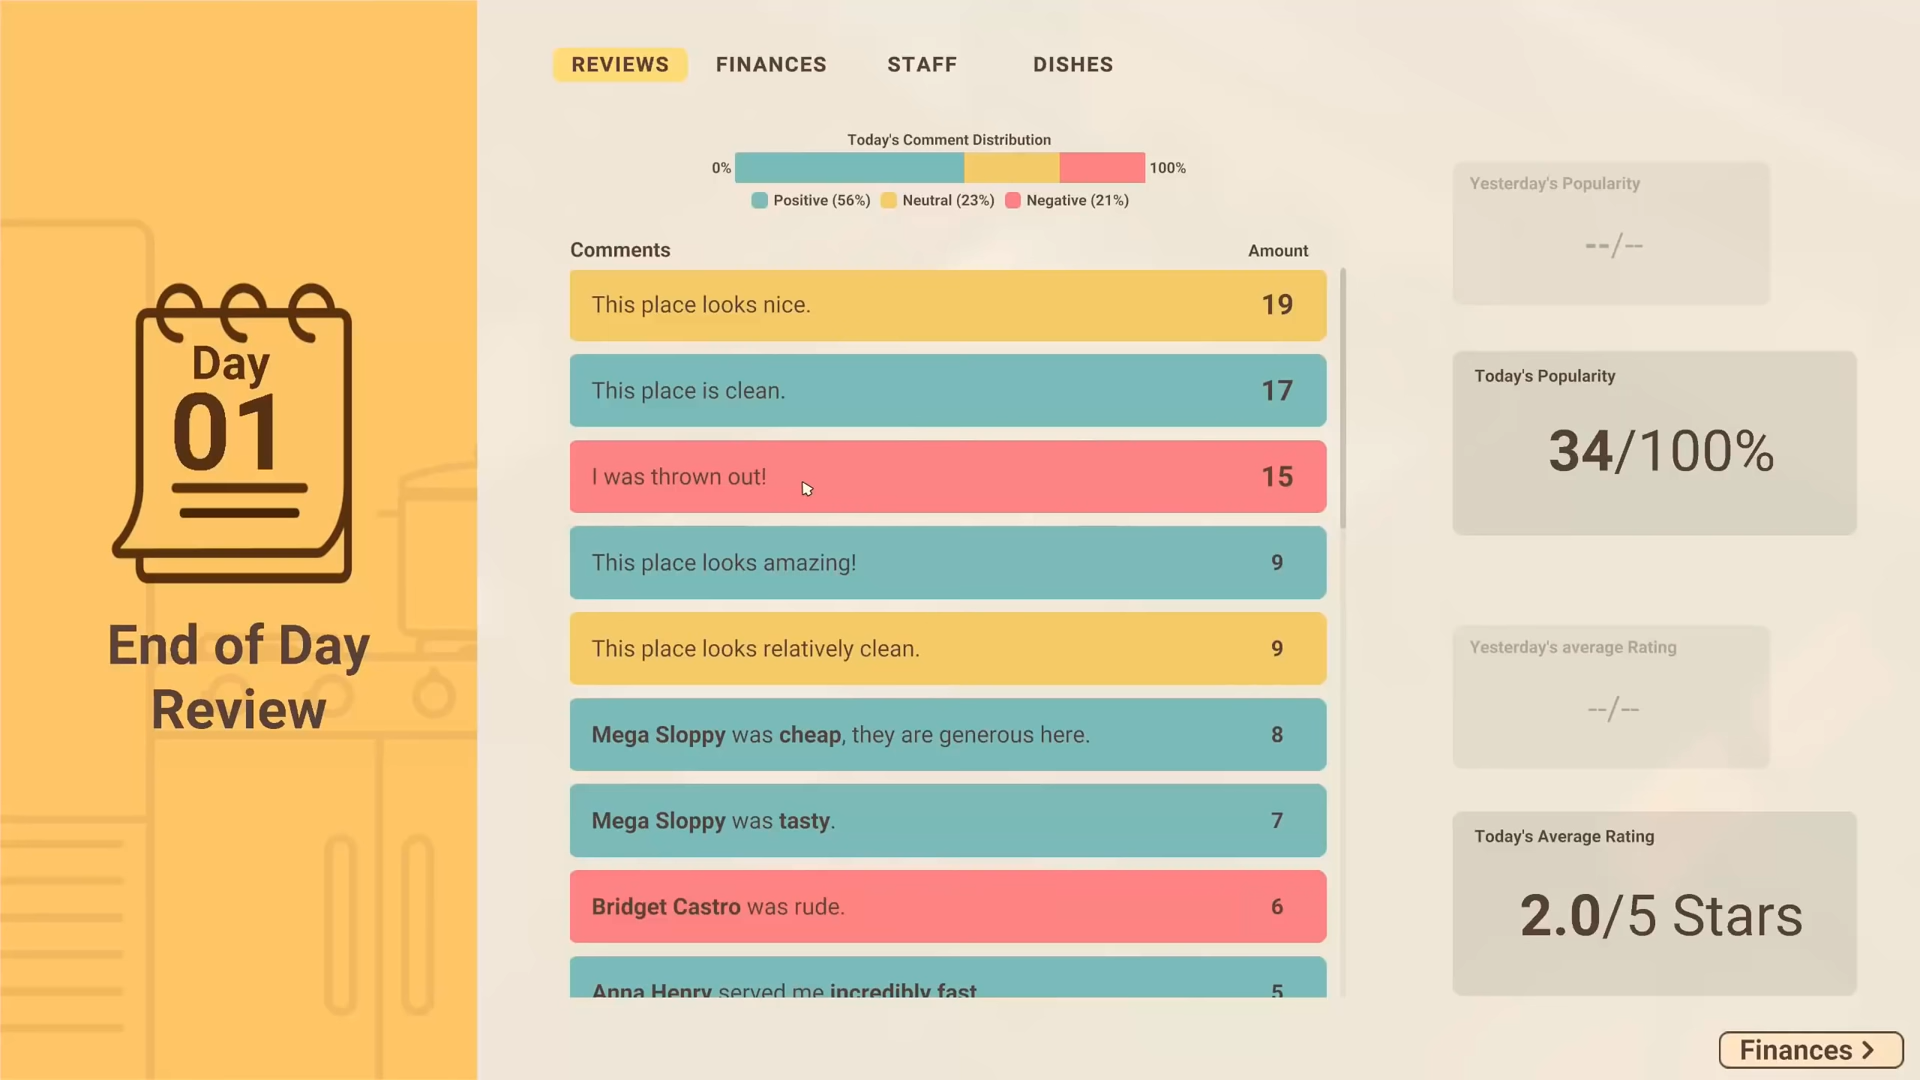 REVIEWS FINANCES STAFF DISHES
Today's Comment Distribution
0% 100%
Positive (56%) Neutral (23%) Negative (21%)
Comments Amount
This place looks nice. 19
This place is clean. 17
I was thrown out! 15
This place looks amazing! 9
This place looks relatively clean. 9
Mega Sloppy was cheap, they are generous here. 8
Mega Sloppy was tasty. 7
Bridget Castro was rude. 6
Anna Henry served me incredibly fast 5
Day
01
End of Day
Review
Yesterday's Popularity
--/--
Today's Popularity
34/100%
Yesterday's average Rating
--/--
Today's Average Rating
2.0/5 Stars
Finances >